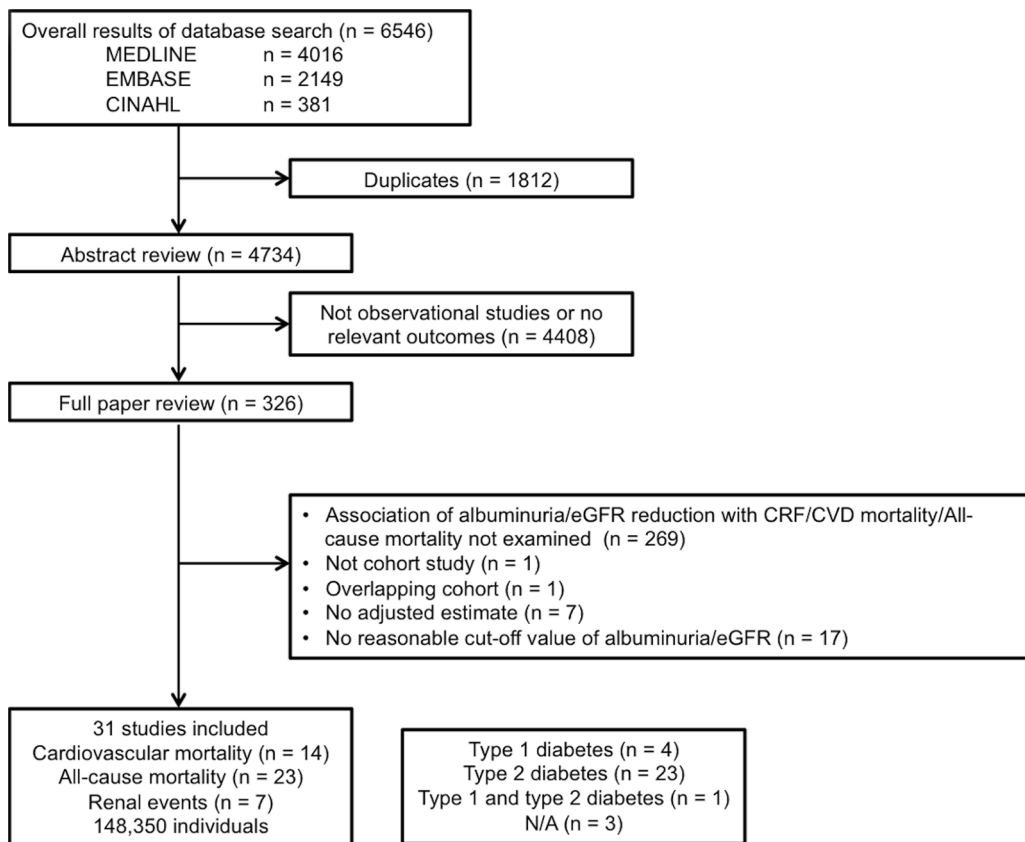 Overall results of database search (n = 6546)
MEDLINE n = 4016
EMBASE n = 2149
CINAHL n = 381
Duplicates (n = 1812)
Abstract review (n = 4734)
Not observational studies or no
relevant outcomes (n = 4408)
Full paper review (n = 326)
• Association of albuminuria/eGFR reduction with CRF/CVD mortality/All-
cause mortality not examined (n = 269)
• Not cohort study (n = 1)
• Overlapping cohort (n = 1)
• No adjusted estimate (n = 7)
• No reasonable cut-off value of albuminuria/eGFR (n = 17)
31 studies included
Cardiovascular mortality (n = 14)
All-cause mortality (n = 23)
Renal events (n = 7)
148,350 individuals
Type 1 diabetes (n = 4)
Type 2 diabetes (n = 23)
Type 1 and type 2 diabetes (n = 1)
N/A (n = 3)